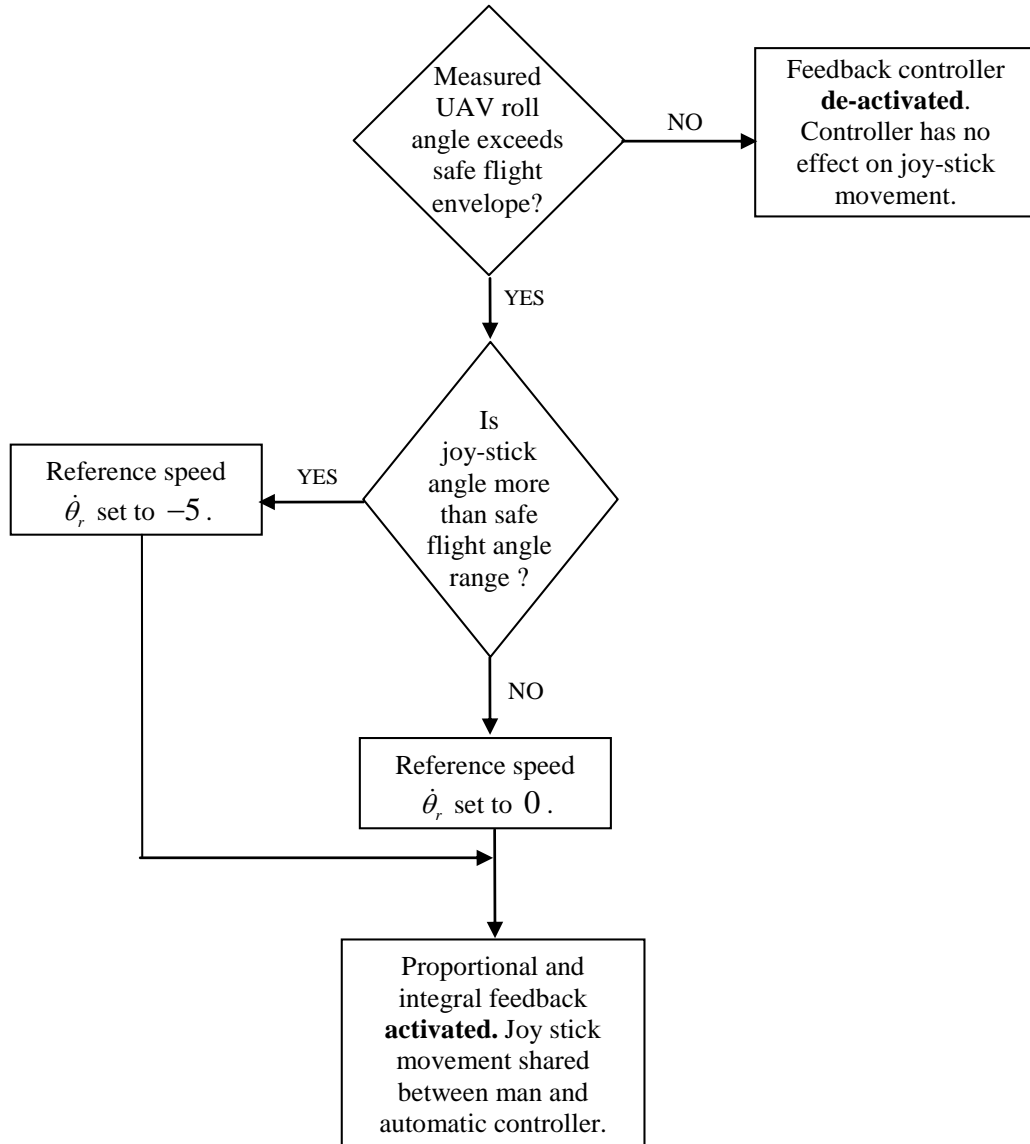 Measured
UAV roll
angle exceeds
safe flight
envelope?
NO
Feedback controller
de-activated.
Controller has no
effect on joy-stick
movement.
YES
Is
joy-stick
angle more
than safe
flight angle
range ?
YES
Reference speed
θ̇r set to −5 .
NO
Reference speed
θ̇r set to 0 .
Proportional and
integral feedback
activated. Joy stick
movement shared
between man and
automatic controller.